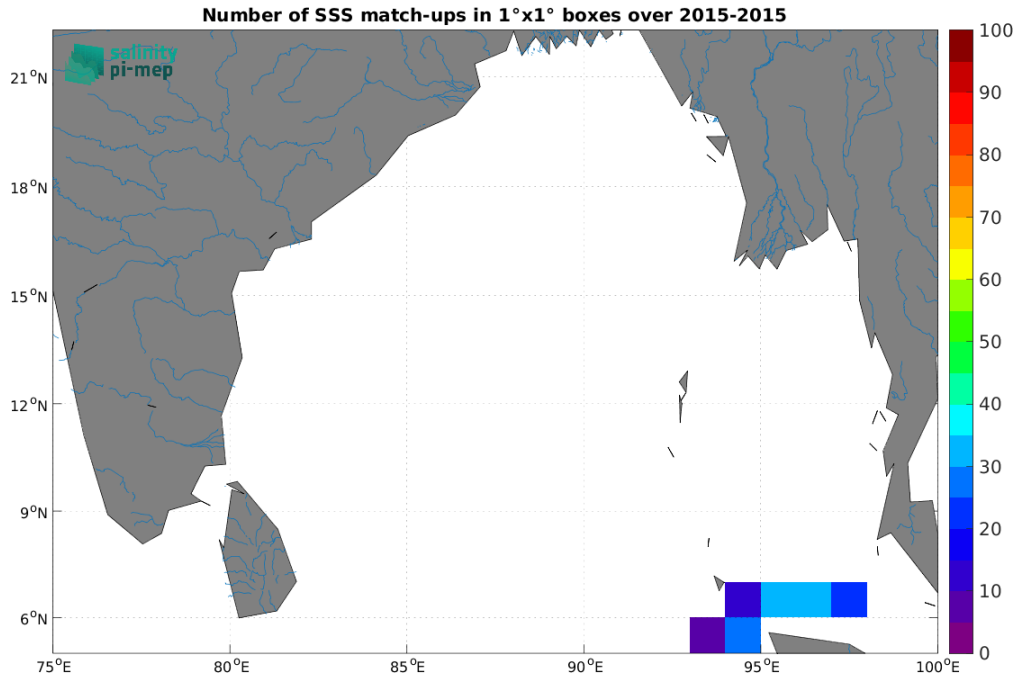 Number of SSS match-ups in 1°x1° boxes over 2015-2015
salinity
pi-mep
21°N
18°N
15°N
12°N
9°N
6°N
75°E
80°E
85°E
90°E
95°E
100°E
100
90
80
70
60
50
40
30
20
10
0